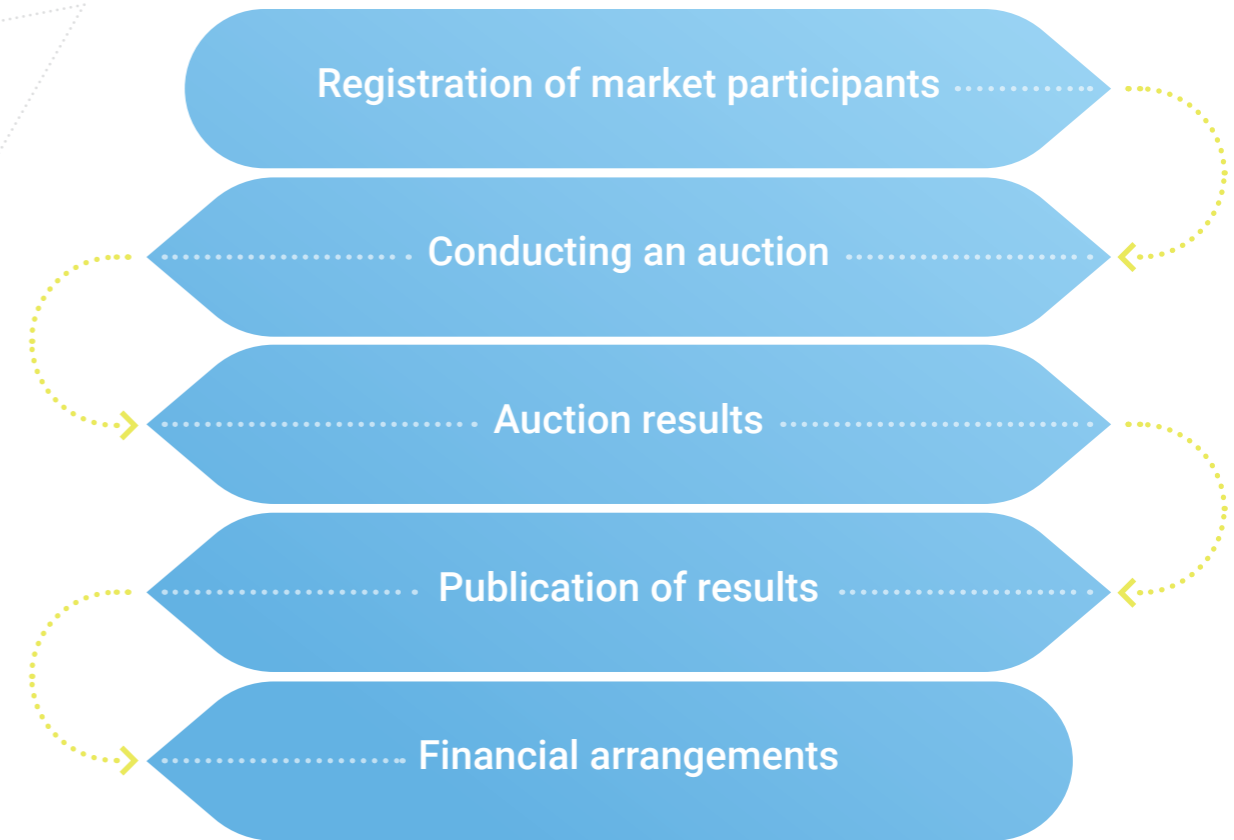 Registration of market participants
Conducting an auction
Auction results
Publication of results
Financial arrangements